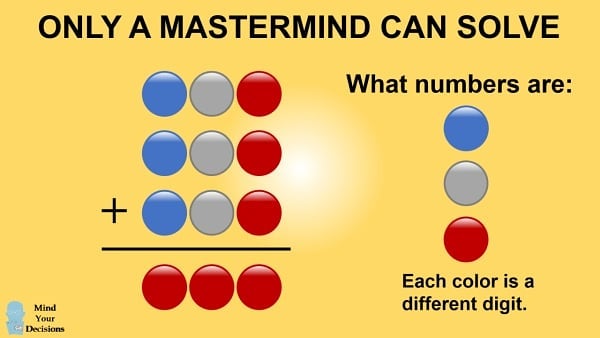 ONLY A MASTERMIND CAN SOLVE
What numbers are:
+
Each color is a
different digit.
Mind
Your
Decisions